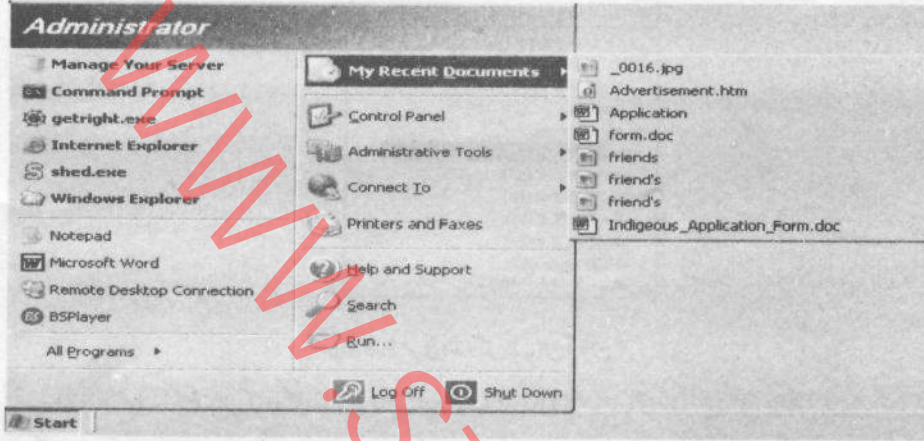 Administrator
Manage Your Server
Command Prompt
getright.exe
Internet Explorer
shed.exe
Windows Explorer
Notepad
Microsoft Word
Remote Desktop Connection
BSPlayer
All Programs
My Recent Documents
Control Panel
Administrative Tools
Connect To
Printers and Faxes
Help and Support
Search
Run...
_0016.jpg
Advertisement.htm
Application
form.doc
friends
friend's
friend's
Indigeous_Application_Form.doc
Log Off
Shut Down
Start
WWW.